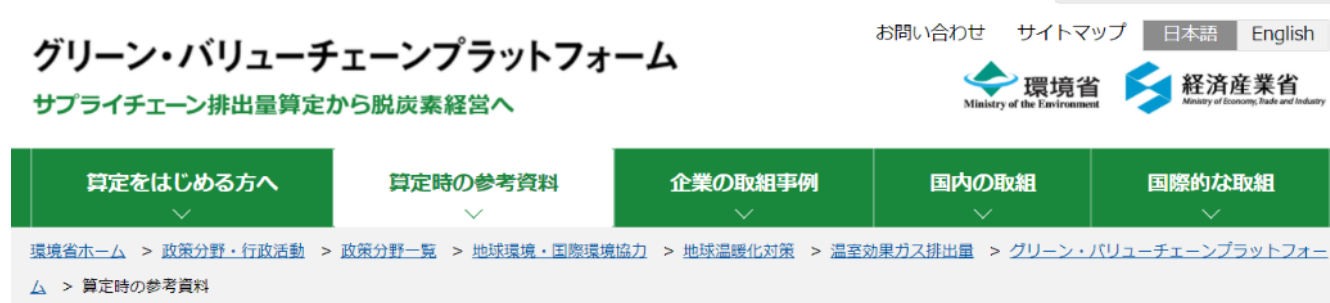 お問い合わせ サイトマップ 日本語 English
グリーン・バリューチェーンプラットフォーム
サプライチェーン排出量算定から脱炭素経営へ
環境省
Ministry of the Environment
経済産業省
Ministry of Economy, Trade and Industry
算定をはじめる方へ 算定時の参考資料 企業の取組事例 国内の取組 国際的な取組
環境省ホーム > 政策分野・行政活動 > 政策分野一覧 > 地球環境・国際環境協力 > 地球温暖化対策 > 温室効果ガス排出量 > グリーン・バリューチェーンプラットフォー
ム > 算定時の参考資料